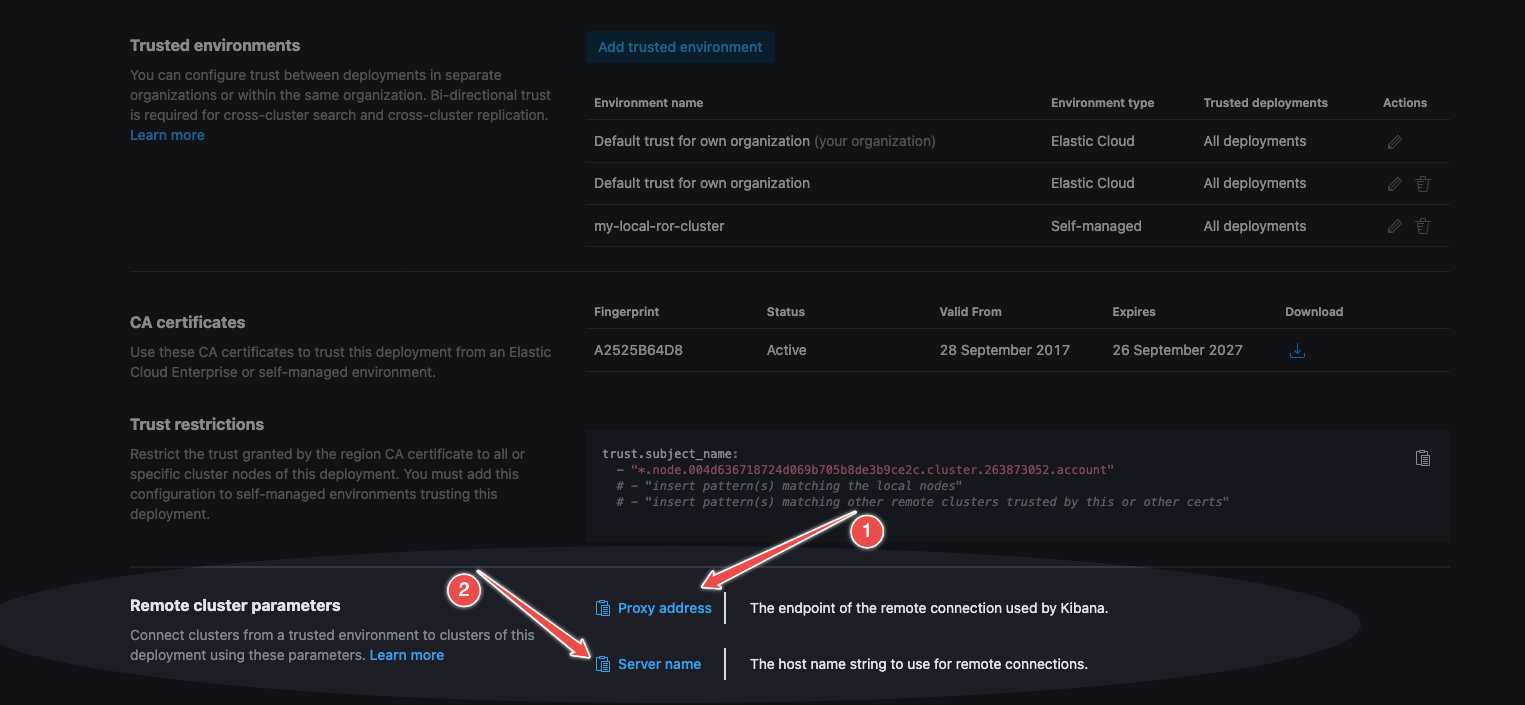 Trusted environments
You can configure trust between deployments in separate
organizations or within the same organization. Bi-directional trust
is required for cross-cluster search and cross-cluster replication.
Learn more
Add trusted environment
Environment name Environment type Trusted deployments Actions
Default trust for own organization (your organization) Elastic Cloud All deployments
Default trust for own organization Elastic Cloud All deployments
my-local-ror-cluster Self-managed All deployments
CA certificates
Use these CA certificates to trust this deployment from an Elastic
Cloud Enterprise or self-managed environment.
Fingerprint Status Valid From Expires Download
A2525B64D8 Active 28 September 2017 26 September 2027
Trust restrictions
Restrict the trust granted by the region CA certificate to all or
specific cluster nodes of this deployment. You must add this
configuration to self-managed environments trusting this
deployment.
trust.subject_name:
- "*.node.004d636718724d069b705b8de3b9ce2c.cluster.263873052.account"
# - "insert pattern(s) matching the local nodes"
# - "insert pattern(s) matching other remote clusters trusted by this or other certs"
1
2
Remote cluster parameters
Connect clusters from a trusted environment to clusters of this
deployment using these parameters. Learn more
Proxy address The endpoint of the remote connection used by Kibana.
Server name The host name string to use for remote connections.